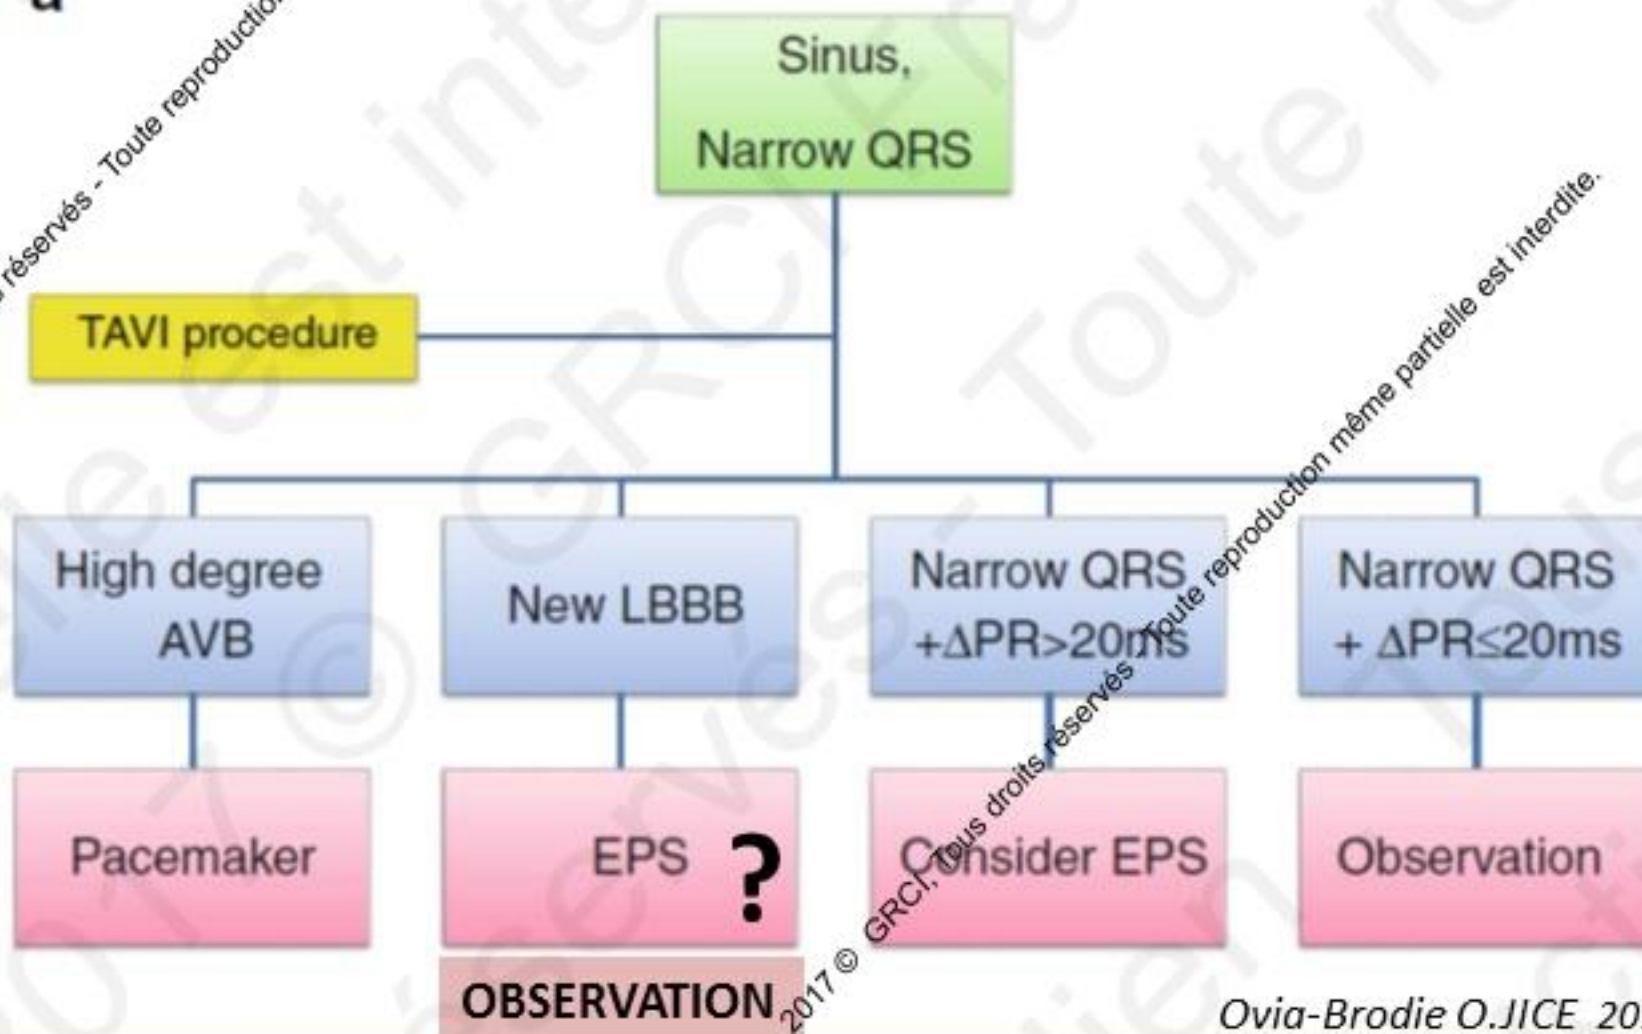 a
Sinus,
Narrow QRS
TAVI procedure
High degree
AVB
New LBBB
Narrow QRS
+ΔPR>20ms
Narrow QRS
+ ΔPR≤20ms
Pacemaker
EPS ?
Consider EPS
Observation
OBSERVATION
Ovia-Brodie O.JICE 20
réservés - Toute reproduction
2017 © GRCI, Tous droits réservés - Toute reproduction même partielle est interdite.